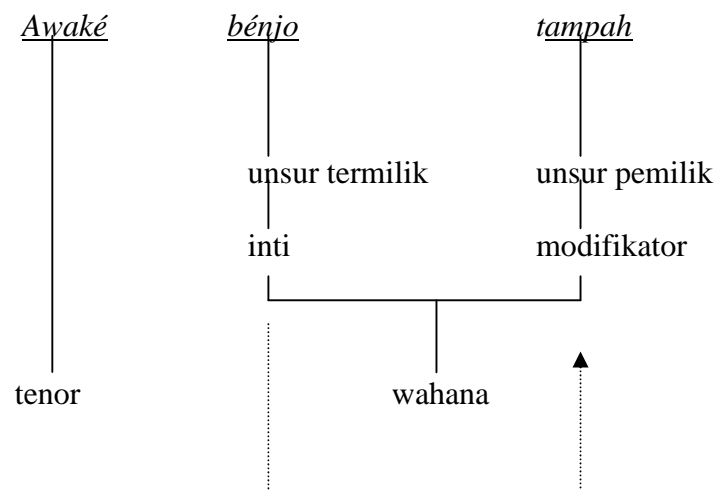 Awaké bénjo tampah
unsur termilik unsur pemilik
inti modifikator
tenor wahana